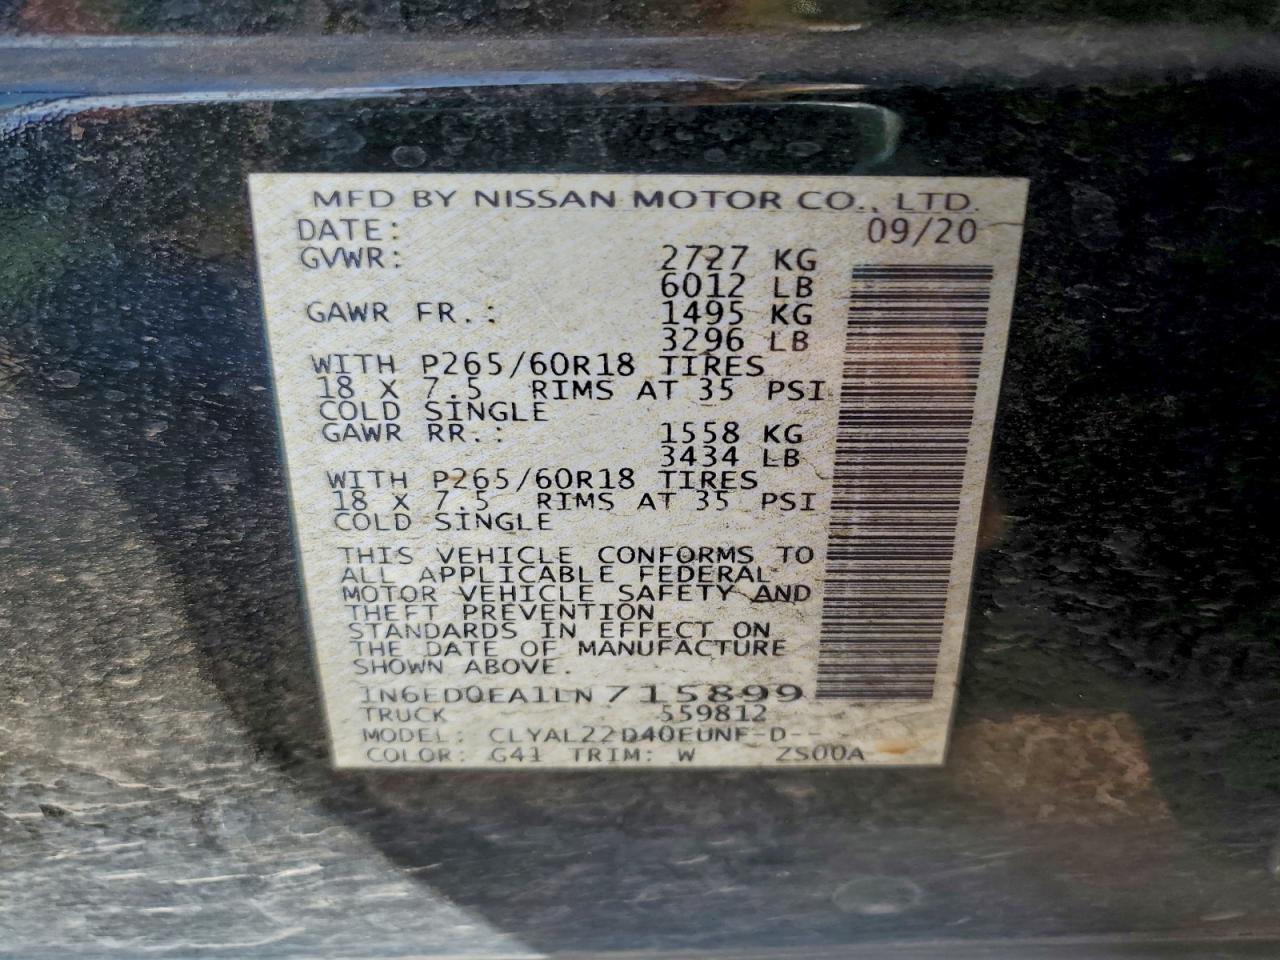 MFD BY NISSAN MOTOR CO., LTD.
DATE: 09/20
GVWR: 2727 KG
6012 LB
GAWR FR.: 1495 KG
3296 LB
WITH P265/60R18 TIRES
18 X 7.5 RIMS AT 35 PSI
COLD SINGLE
GAWR RR.: 1558 KG
3434 LB
WITH P265/60R18 TIRES
18 X 7.5 RIMS AT 35 PSI
COLD SINGLE
THIS VEHICLE CONFORMS TO
ALL APPLICABLE FEDERAL
MOTOR VEHICLE SAFETY AND
THEFT PREVENTION
STANDARDS IN EFFECT ON
THE DATE OF MANUFACTURE
SHOWN ABOVE.
1N6ED0EA1LN715899
TRUCK 559812
MODEL: CLYAL22D40EUNF-D--
COLOR: G41 TRIM: W ZS00A